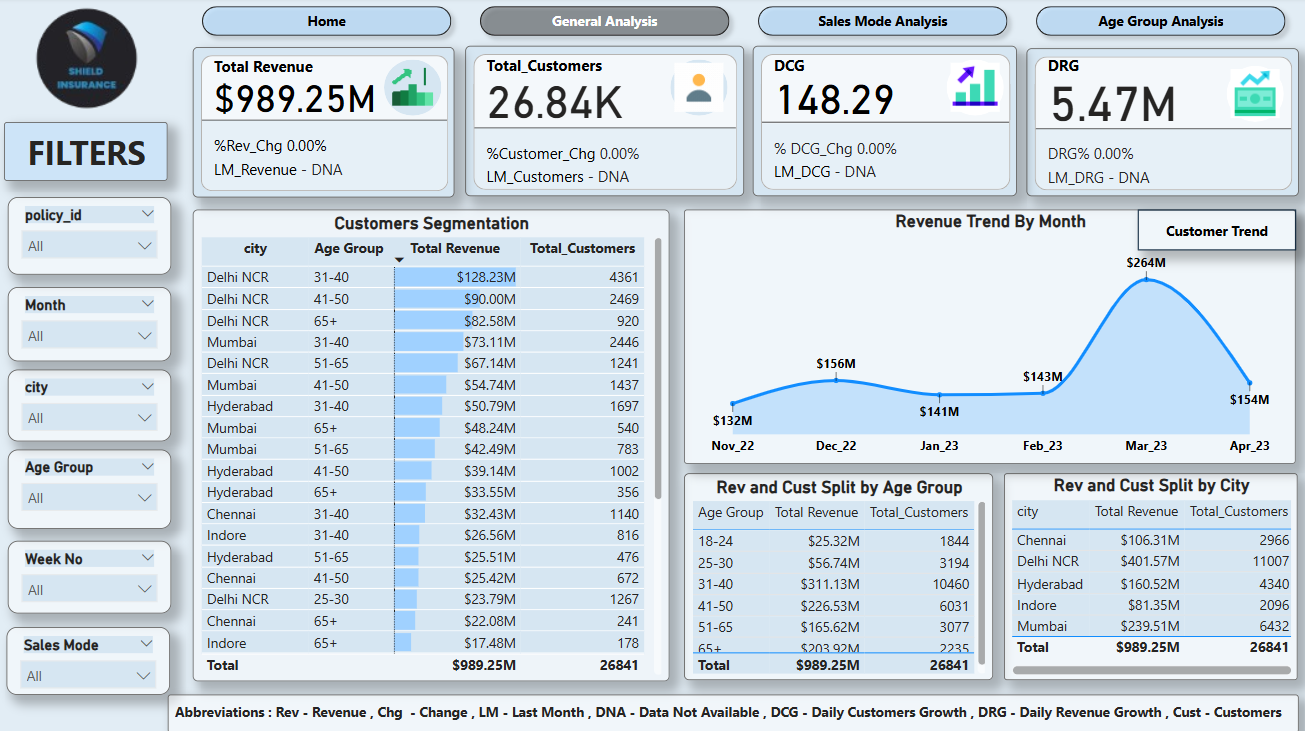 SHIELD
INSURANCE
Home
General Analysis
Sales Mode Analysis
Age Group Analysis
Total Revenue
$989.25M
%Rev_Chg 0.00%
LM_Revenue - DNA
Total_Customers
26.84K
%Customer_Chg 0.00%
LM_Customers - DNA
DCG
148.29
% DCG_Chg 0.00%
LM_DCG - DNA
DRG
5.47M
DRG% 0.00%
LM_DRG - DNA
FILTERS
policy_id
All
Month
All
city
All
Age Group
All
Week No
All
Sales Mode
All
Customers Segmentation
city Age Group Total Revenue Total_Customers
Delhi NCR 31-40 $128.23M 4361
Delhi NCR 41-50 $90.00M 2469
Delhi NCR 65+ $82.58M 920
Mumbai 31-40 $73.11M 2446
Delhi NCR 51-65 $67.14M 1241
Mumbai 41-50 $54.74M 1437
Hyderabad 31-40 $50.79M 1697
Mumbai 65+ $48.24M 540
Mumbai 51-65 $42.49M 783
Hyderabad 41-50 $39.14M 1002
Hyderabad 65+ $33.55M 356
Chennai 31-40 $32.43M 1140
Indore 31-40 $26.56M 816
Hyderabad 51-65 $25.51M 476
Chennai 41-50 $25.42M 672
Delhi NCR 25-30 $23.79M 1267
Chennai 65+ $22.08M 241
Indore 65+ $17.48M 178
Total $989.25M 26841
Revenue Trend By Month
Customer Trend
$132M
$156M
$141M
$143M
$264M
$154M
Nov_22 Dec_22 Jan_23 Feb_23 Mar_23 Apr_23
Rev and Cust Split by Age Group
Age Group Total Revenue Total_Customers
18-24 $25.32M 1844
25-30 $56.74M 3194
31-40 $311.13M 10460
41-50 $226.53M 6031
51-65 $165.62M 3077
65+ $203.92M 2235
Total $989.25M 26841
Rev and Cust Split by City
city Total Revenue Total_Customers
Chennai $106.31M 2966
Delhi NCR $401.57M 11007
Hyderabad $160.52M 4340
Indore $81.35M 2096
Mumbai $239.51M 6432
Total $989.25M 26841
Abbreviations : Rev - Revenue , Chg - Change , LM - Last Month , DNA - Data Not Available , DCG - Daily Customers Growth , DRG - Daily Revenue Growth , Cust - Customers